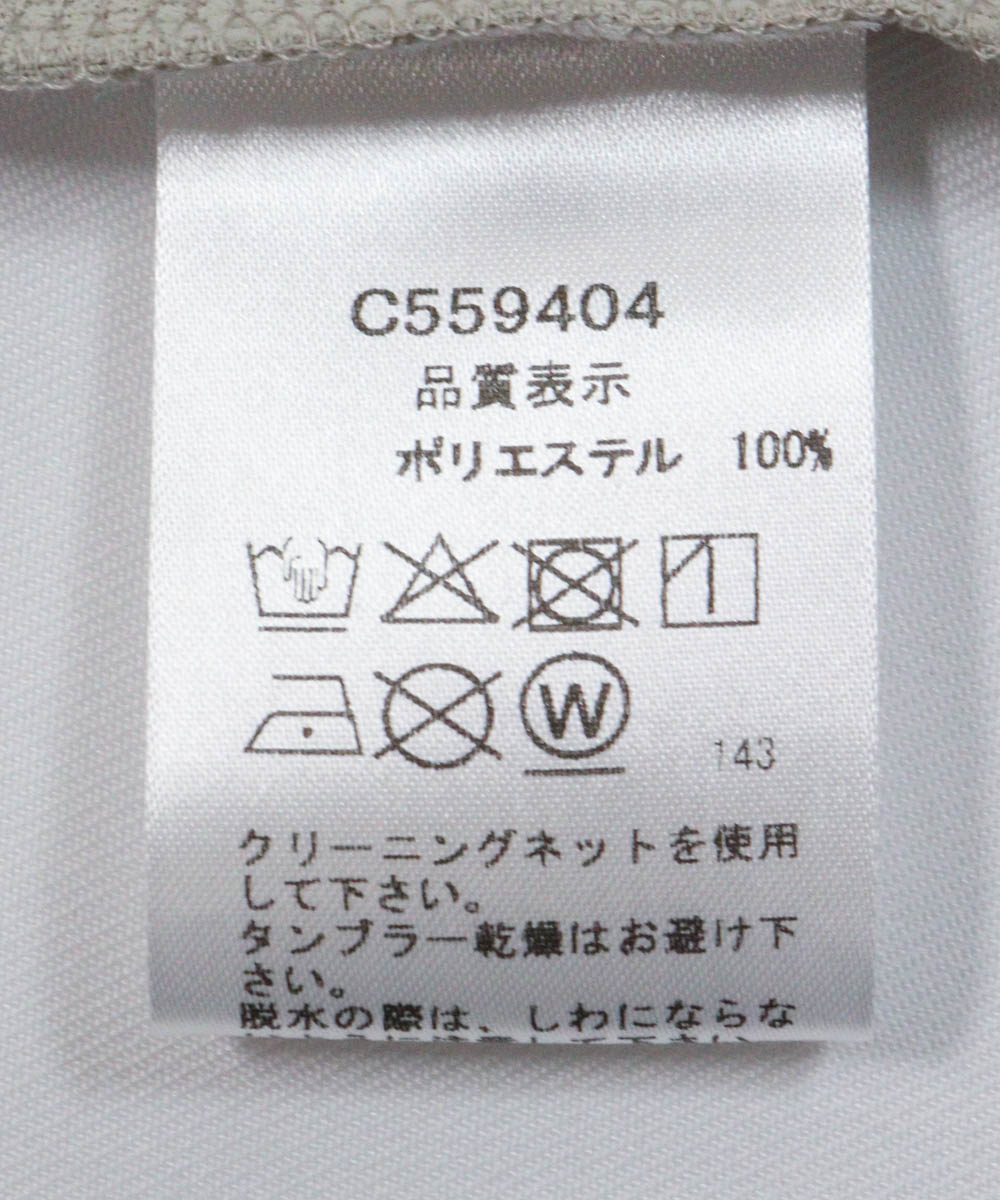 C559404
品質表示
ポリエステル 100%
W
143
クリーニングネットを使用
して下さい。
タンブラー乾燥はお避け下
さい。
脱水の際は、しわにならな